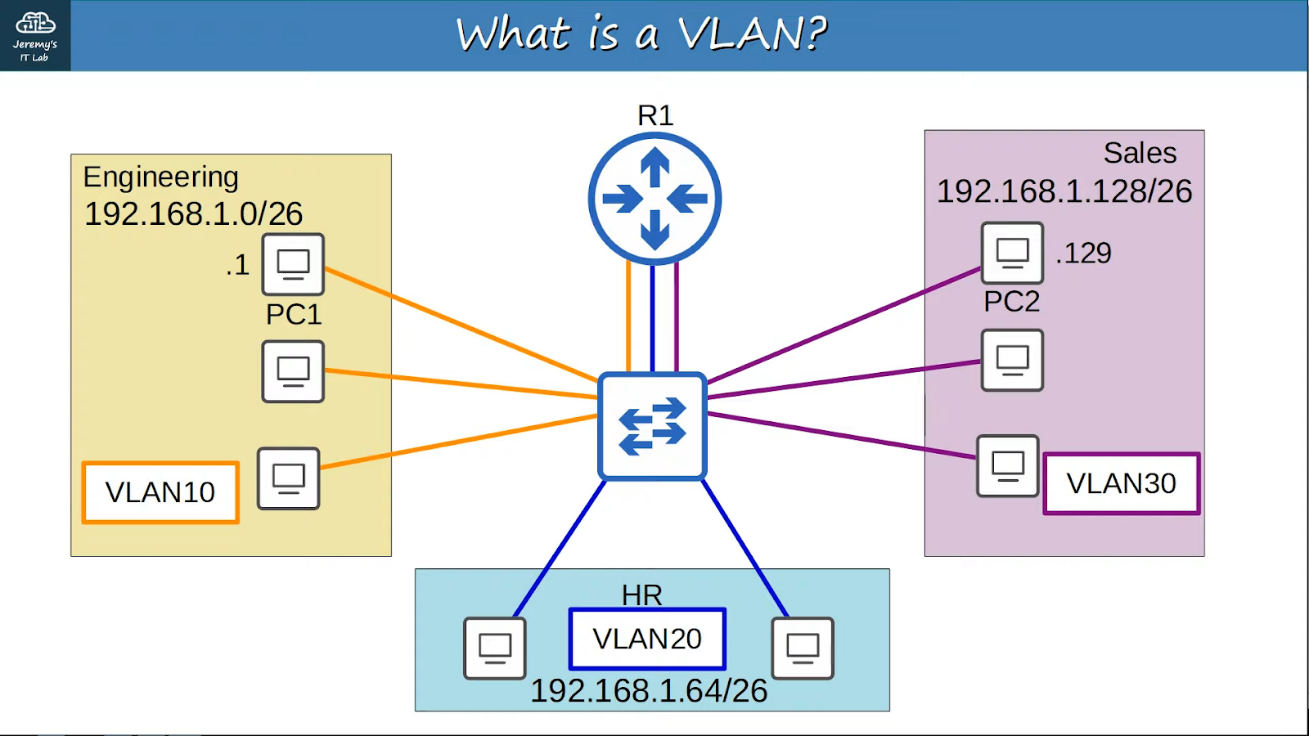 Jeremy's
IT Lab
What is a VLAN?
R1
Engineering
192.168.1.0/26
.1
PC1
VLAN10
Sales
192.168.1.128/26
.129
PC2
VLAN30
HR
VLAN20
192.168.1.64/26